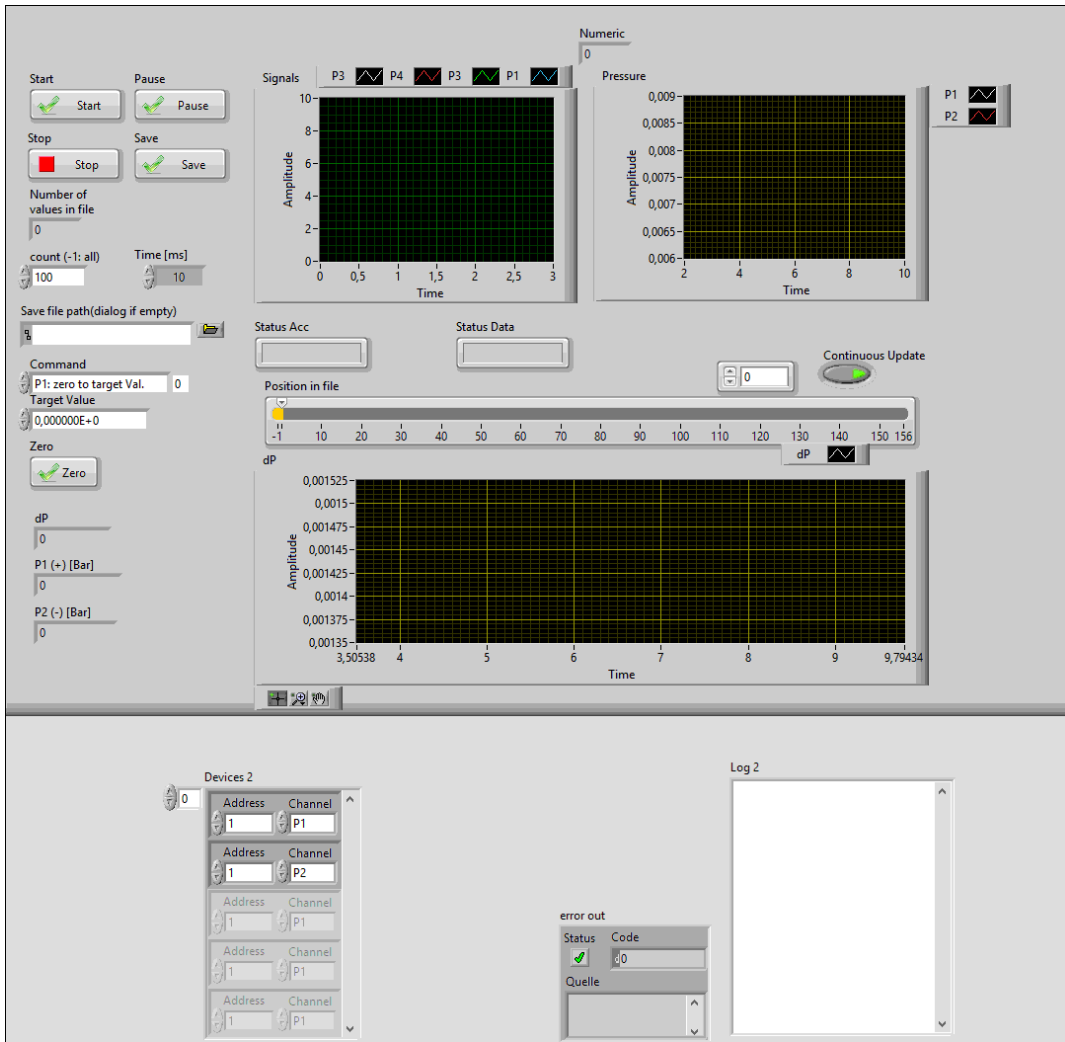 Numeric
0
Start
Pause
Start
Pause
Stop
Save
Stop
Save
Number of
values in file
0
count (-1: all)
Time [ms]
100
10
Save file path(dialog if empty)
Command
P1: zero to target Val.
0
Target Value
0,000000E+0
Zero
Zero
dP
0
P1 (+) [Bar]
0
P2 (-) [Bar]
0
Signals
P3 P4 P3 P1
10
8
6
4
2
0
Amplitude
0 0,5 1 1,5 2 2,5 3
Time
Pressure
P1
P2
0,009
0,0085
0,008
0,0075
0,007
0,0065
0,006
Amplitude
2 4 6 8 10
Time
Status Acc
Status Data
0
Continuous Update
Position in file
-1 10 20 30 40 50 60 70 80 90 100 110 120 130 140 150 156
dP
dP
0,001525
0,0015
0,001475
0,00145
0,001425
0,0014
0,001375
0,00135
Amplitude
3,50538 4 5 6 7 8 9 9,79434
Time
Devices 2
0
Address Channel
1 P1
Address Channel
1 P2
Address Channel
1 P1
Address Channel
1 P1
Address Channel
1 P1
error out
Status Code
d0
Quelle
Log 2